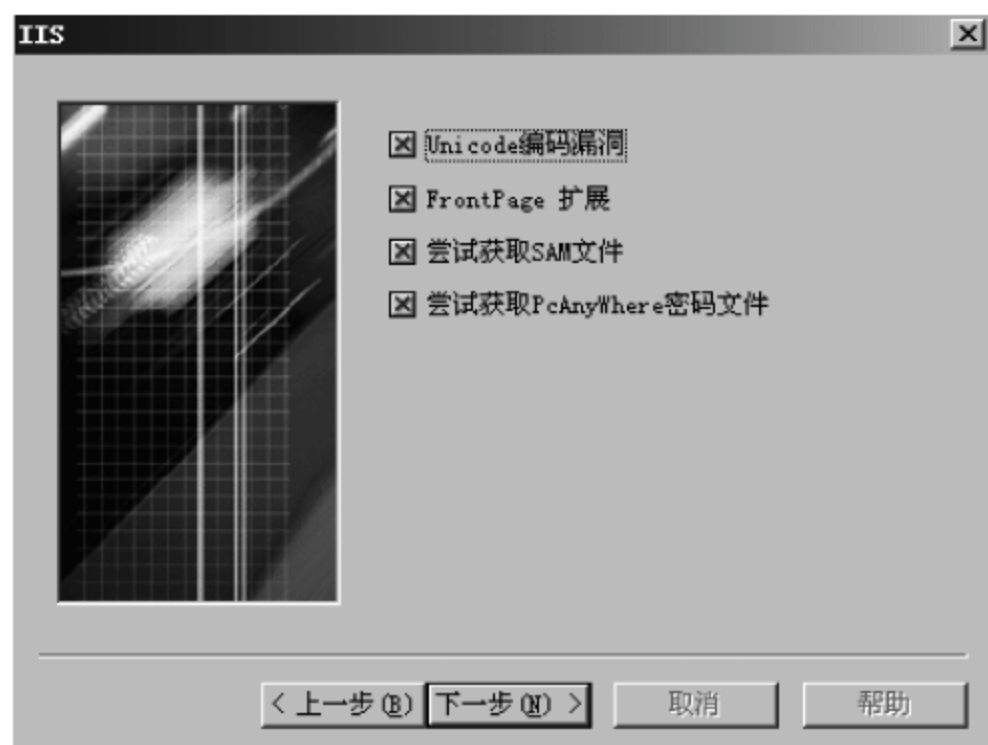 IIS
Unicode编码漏洞
FrontPage 扩展
尝试获取SAM文件
尝试获取PcAnyWhere密码文件
< 上一步(B) 下一步(N) > 取消 帮助